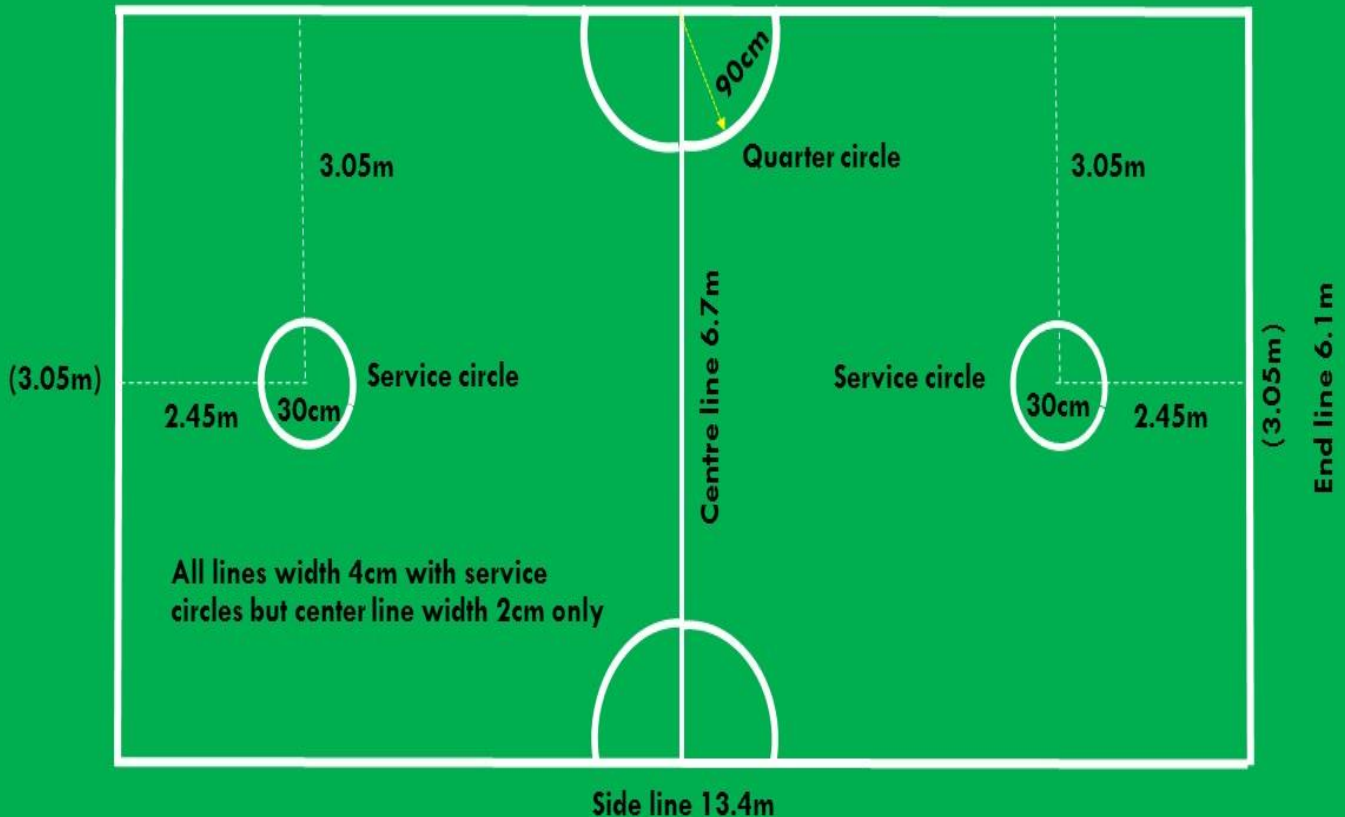 90cm
Quarter circle
3.05m
3.05m
Centre line 6.7m
(3.05m)
Service circle
30cm
2.45m
Service circle
30cm
2.45m
(3.05m)
End line 6.1m
All lines width 4cm with service
circles but center line width 2cm only
Side line 13.4m